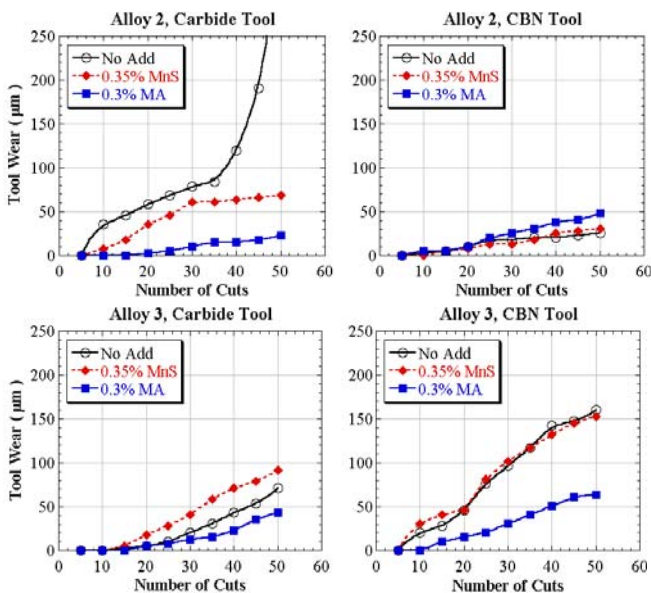 Alloy 2, Carbide Tool
250
200
150
100
50
0
Tool Wear ( µm )
No Add
0.35% MnS
0.3% MA
0 10 20 30 40 50 60
Number of Cuts
Alloy 2, CBN Tool
250
200
150
100
50
0
No Add
0.35% MnS
0.3% MA
0 10 20 30 40 50 60
Number of Cuts
Alloy 3, Carbide Tool
250
200
150
100
50
0
Tool Wear ( µm )
No Add
0.35% MnS
0.3% MA
0 10 20 30 40 50 60
Number of Cuts
Alloy 3, CBN Tool
250
200
150
100
50
0
No Add
0.35% MnS
0.3% MA
0 10 20 30 40 50 60
Number of Cuts